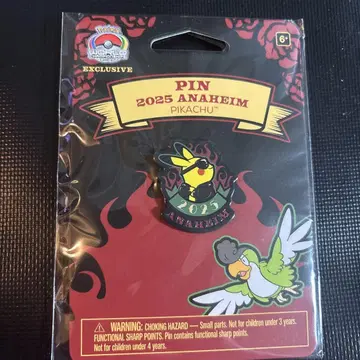 EXCLUSIVE
6+
PIN
2025 ANAHEIM
PIKACHU™
2025
ANAHEIM
WARNING: CHOKING HAZARD — Small parts. Not for children under 3 years.
FUNCTIONAL SHARP POINTS. Pin contains functional sharp points.
Not for children under 4 years.